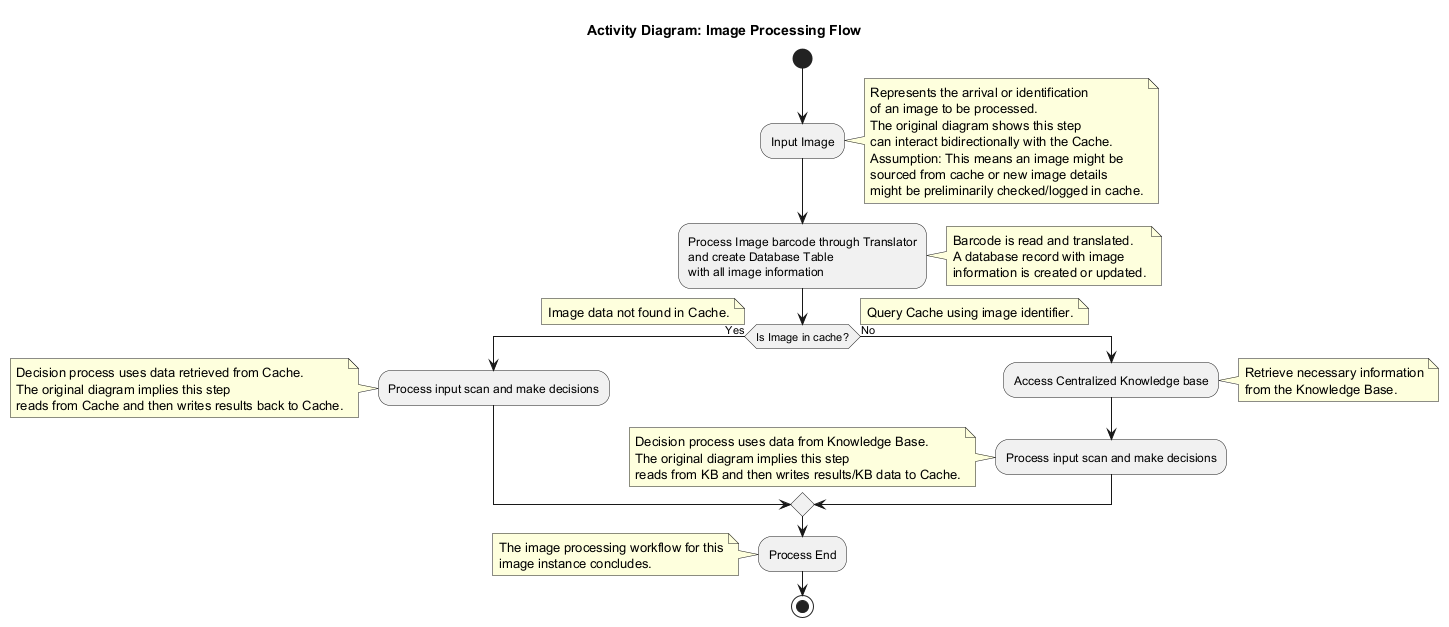 Activity Diagram: Image Processing Flow
Input Image
Represents the arrival or identification
of an image to be processed.
The original diagram shows this step
can interact bidirectionally with the Cache.
Assumption: This means an image might be
sourced from cache or new image details
might be preliminarily checked/logged in cache.
Process Image barcode through Translator
and create Database Table
with all image information
Barcode is read and translated.
A database record with image
information is created or updated.
Image data not found in Cache.
Query Cache using image identifier.
Yes
Is Image in cache?
No
Decision process uses data retrieved from Cache.
The original diagram implies this step
reads from Cache and then writes results back to Cache.
Process input scan and make decisions
Access Centralized Knowledge base
Retrieve necessary information
from the Knowledge Base.
Decision process uses data from Knowledge Base.
The original diagram implies this step
reads from KB and then writes results/KB data to Cache.
Process input scan and make decisions
The image processing workflow for this
image instance concludes.
Process End